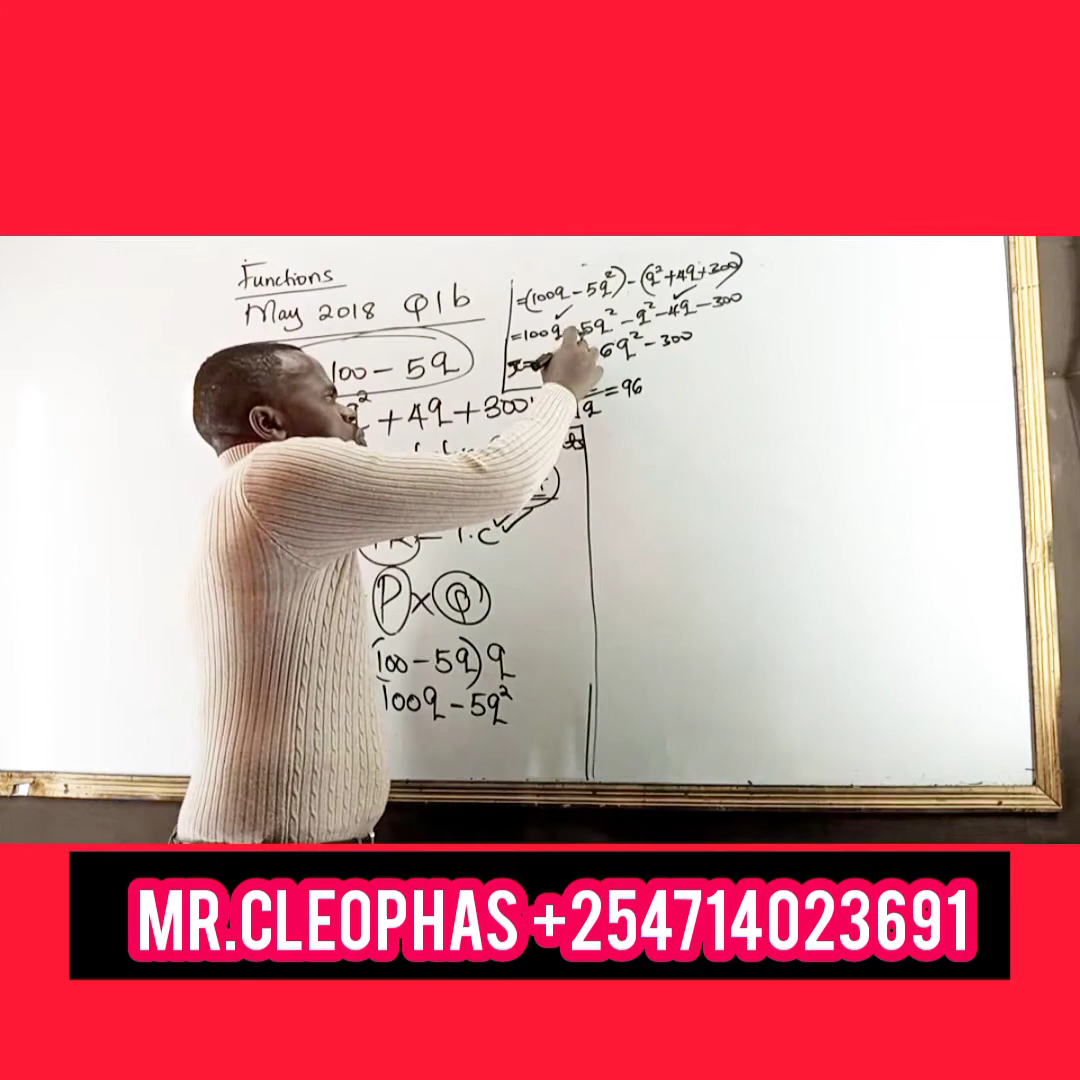 Functions
May 2018 Q1b
100 - 5q
q² + 4q + 300
= T.C
P × Q
(100 - 5q) q
100q - 5q²
= (100q - 5q²) - (q² + 4q + 300)
= 100q - 5q² - q² - 4q - 300
6q² - 300
= 96
MR.CLEOPHAS +254714023691